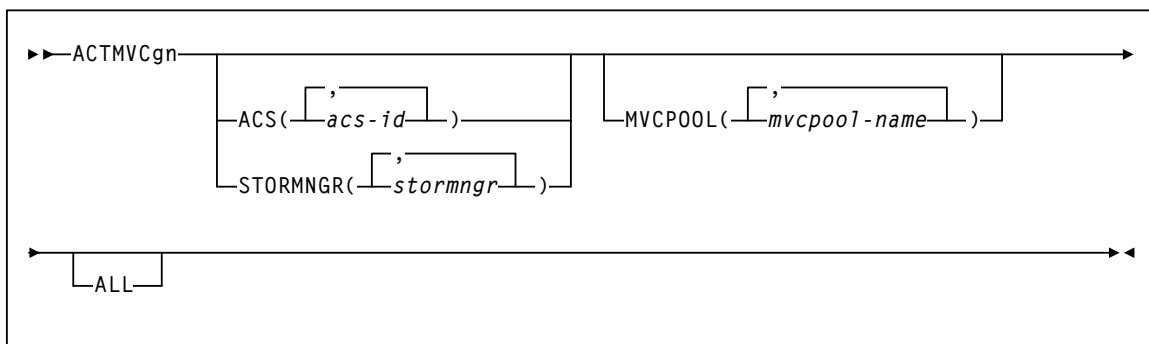 ACTMVCgn
, ,
ACS( acs-id ) MVCPOOL( mvcpool-name )
,
STORMNGR( stormngr )
ALL